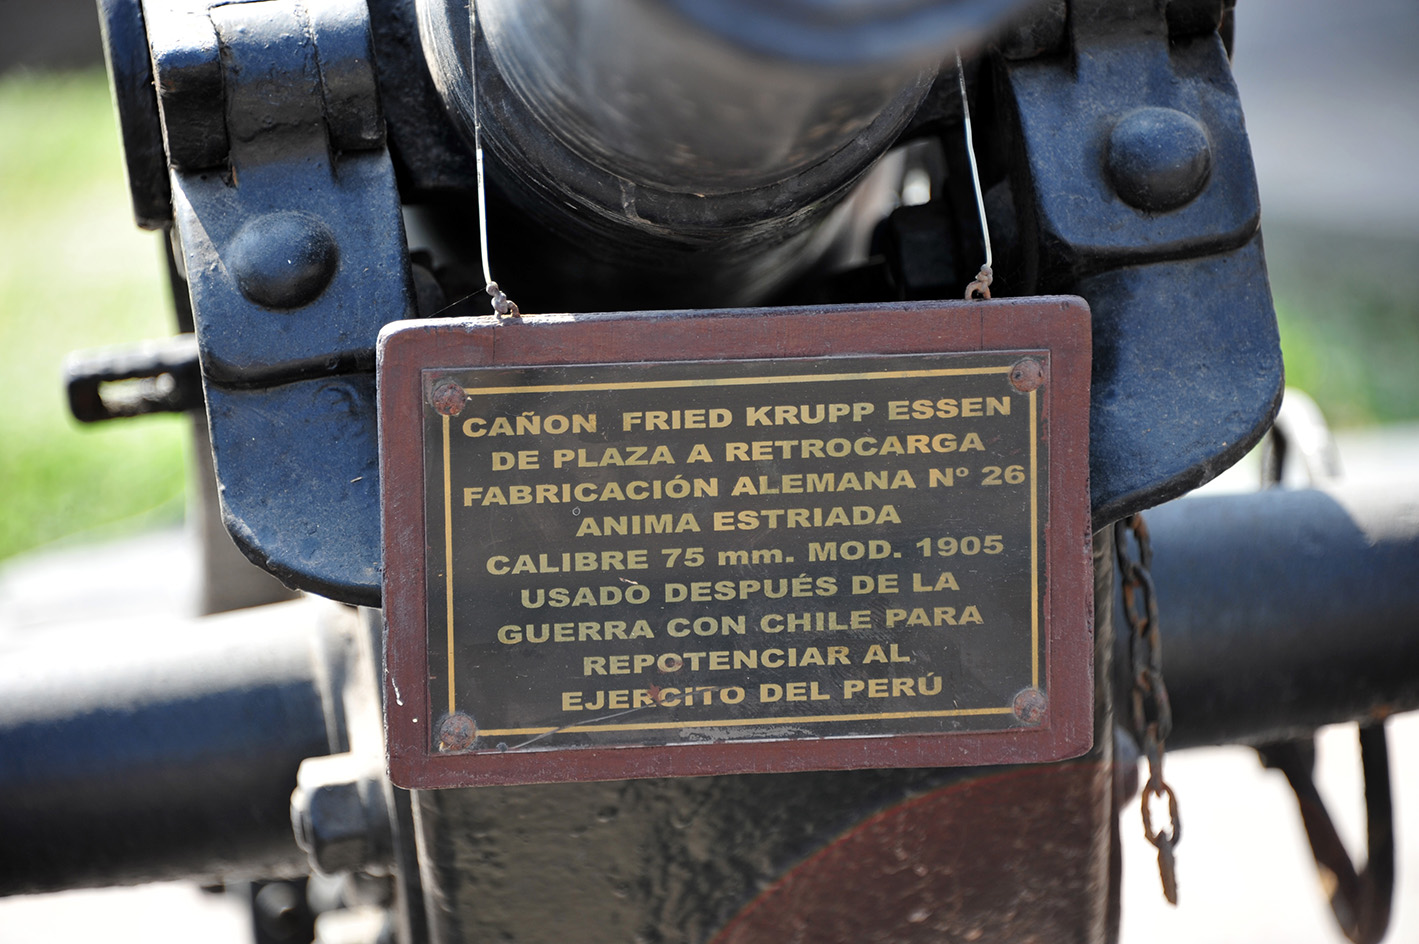 CAÑON FRIED KRUPP ESSEN
DE PLAZA A RETROCARGA
FABRICACIÓN ALEMANA Nº 26
ANIMA ESTRIADA
CALIBRE 75 mm. MOD. 1905
USADO DESPUÉS DE LA
GUERRA CON CHILE PARA
REPOTENCIAR AL
EJERCITO DEL PERÚ